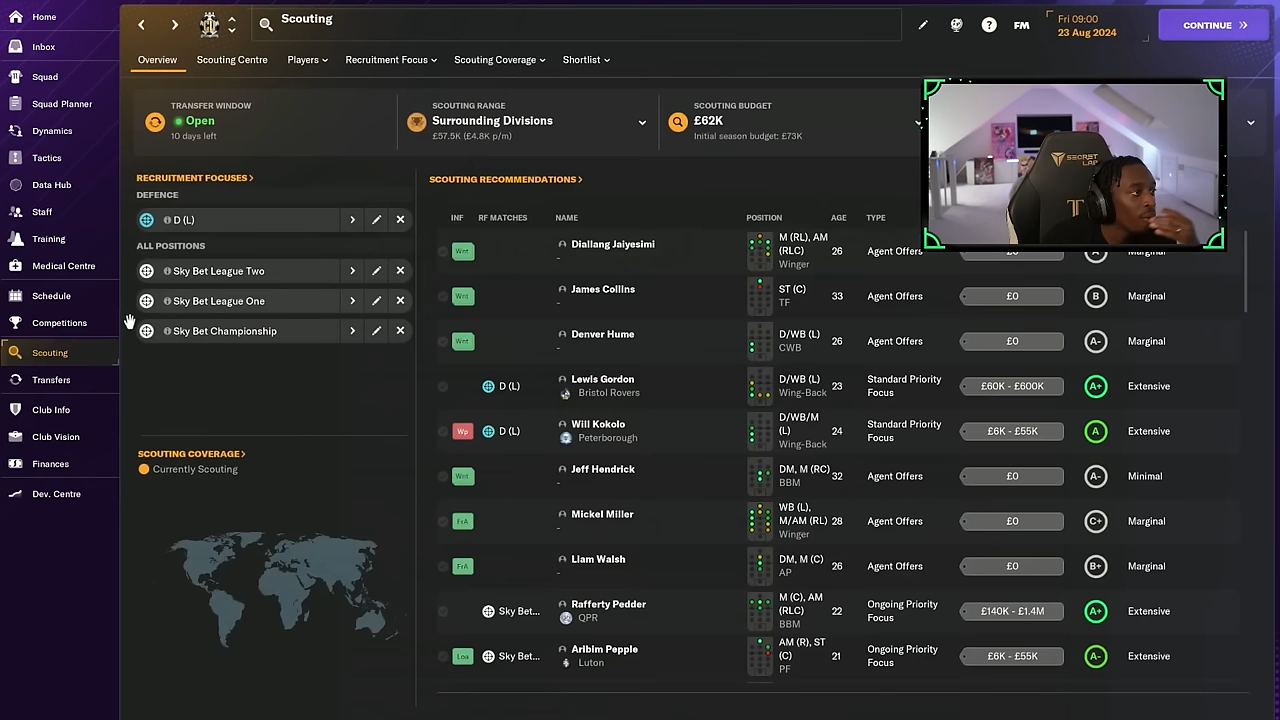 Home
Inbox
Squad
Squad Planner
Dynamics
Tactics
Data Hub
Staff
Training
Medical Centre
Schedule
Competitions
Scouting
Transfers
Club Info
Club Vision
Finances
Dev. Centre
Scouting
FM
Fri 09:00
23 Aug 2024
CONTINUE
Overview
Scouting Centre
Players
Recruitment Focus
Scouting Coverage
Shortlist
TRANSFER WINDOW
Open
10 days left
SCOUTING RANGE
Surrounding Divisions
£57.5K (£4.8K p/m)
SCOUTING BUDGET
£62K
Initial season budget: £73K
SECRET LAB
RECRUITMENT FOCUSES >
DEFENCE
D (L)
ALL POSITIONS
Sky Bet League Two
Sky Bet League One
Sky Bet Championship
SCOUTING COVERAGE >
Currently Scouting
SCOUTING RECOMMENDATIONS >
INF RF MATCHES NAME POSITION AGE TYPE
Wnt Diallang Jaiyesimi - M (RL), AM (RLC) Winger 26 Agent Offers £0 Marginal
Wnt James Collins - ST (C) TF 33 Agent Offers £0 B Marginal
Wnt Denver Hume - D/WB (L) CWB 26 Agent Offers £0 A- Marginal
D (L) Lewis Gordon Bristol Rovers D/WB (L) Wing-Back 23 Standard Priority Focus £60K - £600K A+ Extensive
Wp D (L) Will Kokolo Peterborough D/WB/M (L) Wing-Back 24 Standard Priority Focus £6K - £55K A Extensive
Wnt Jeff Hendrick - DM, M (RC) BBM 32 Agent Offers £0 A- Minimal
FrA Mickel Miller - WB (L), M/AM (RL) Winger 28 Agent Offers £0 C+ Marginal
FrA Liam Walsh - DM, M (C) AP 26 Agent Offers £0 B+ Marginal
Sky Bet... Rafferty Pedder QPR M (C), AM (RLC) BBM 22 Ongoing Priority Focus £140K - £1.4M A+ Extensive
Loa Sky Bet... Aribim Pepple Luton AM (R), ST (C) PF 21 Ongoing Priority Focus £6K - £55K A- Extensive